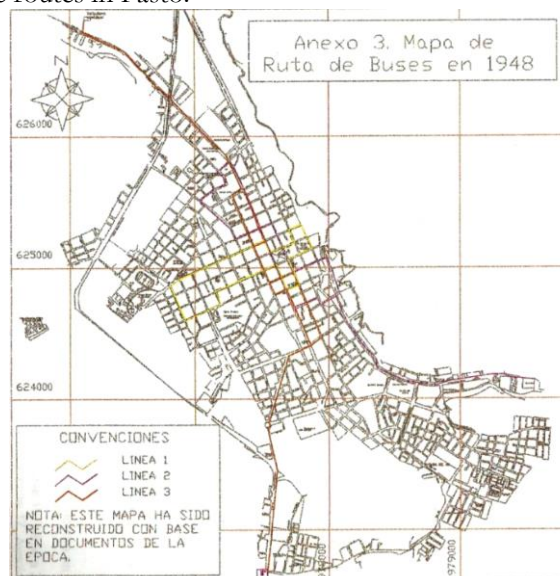 routes in Pasto.
Anexo 3. Mapa de
Ruta de Buses en 1948
N
626000
625000
624000
CONVENCIONES
LINEA 1
LINEA 2
LINEA 3
NOTA: ESTE MAPA HA SIDO
RECONSTRUIDO CON BASE
EN DOCUMENTOS DE LA
EPOCA.
979000